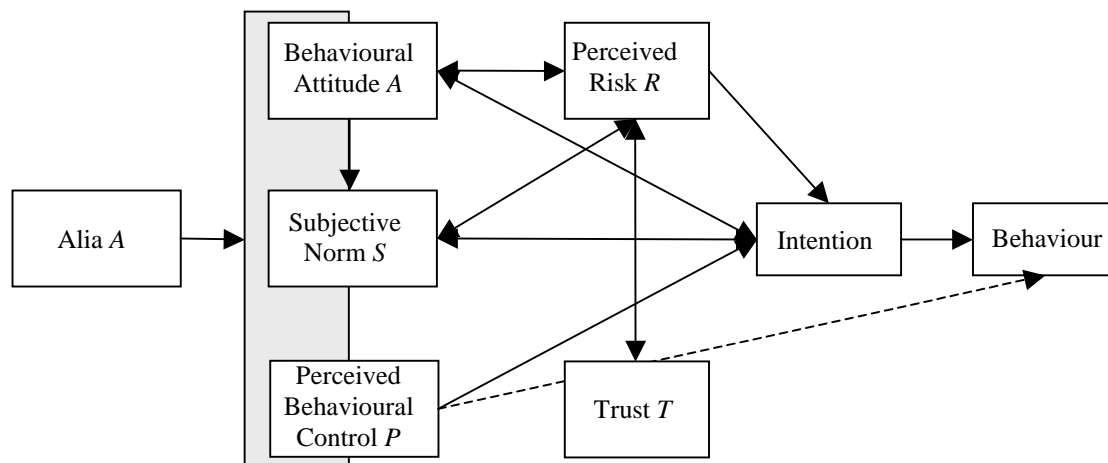 Behavioural
Attitude A
Perceived
Risk R
Alia A
Subjective
Norm S
Intention
Behaviour
Perceived
Behavioural
Control P
Trust T